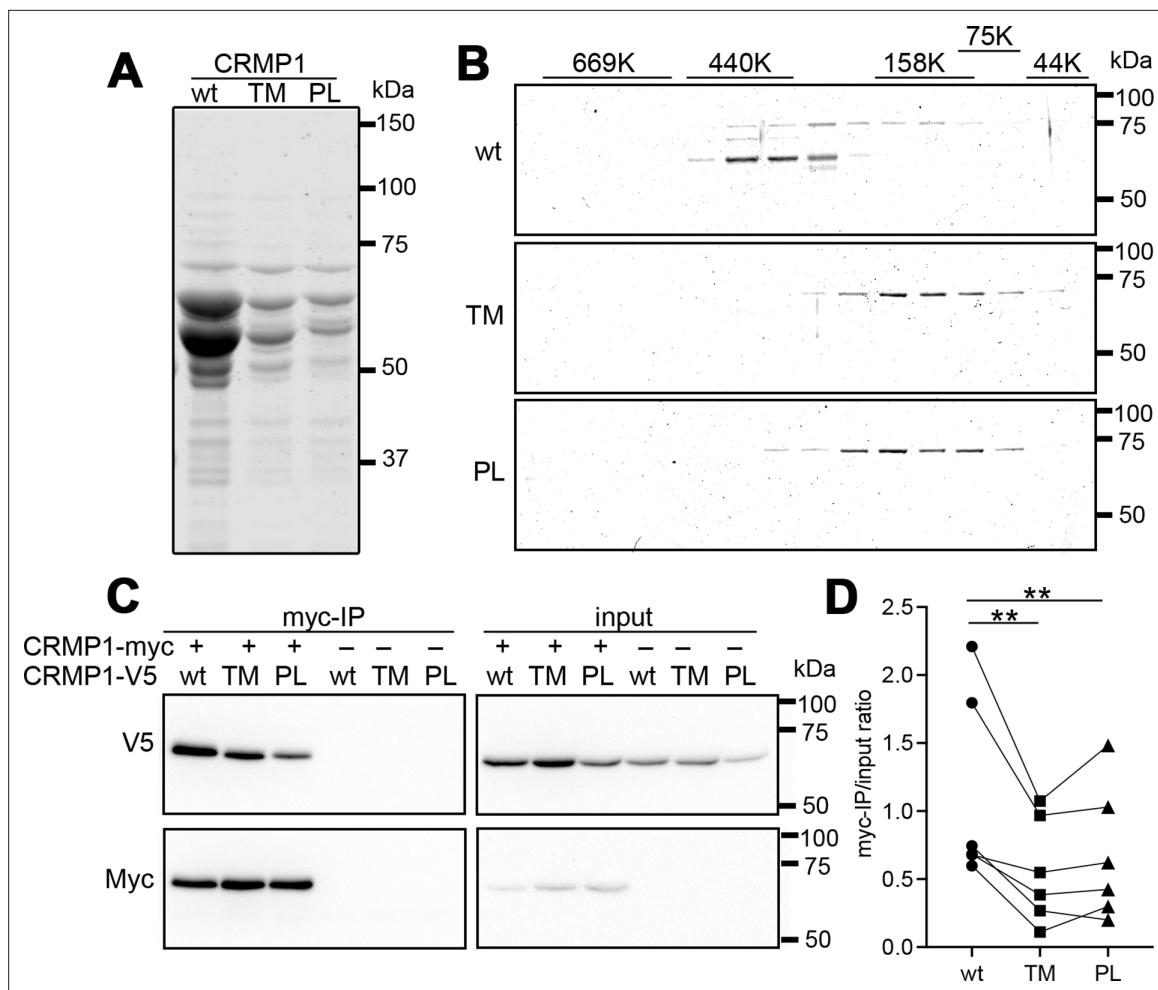 A
CRMP1
wt TM PL kDa
150
100
75
50
37
B
669K 440K 158K 75K 44K kDa
wt
100
75
50
TM
100
75
50
PL
100
75
50
C
myc-IP input
CRMP1-myc + + + – – – + + + – – –
CRMP1-V5 wt TM PL wt TM PL wt TM PL wt TM PL kDa
V5
100
75
50
Myc
100
75
50
D
** **
myc-IP/input ratio
2.5
2.0
1.5
1.0
0.5
0.0
wt TM PL